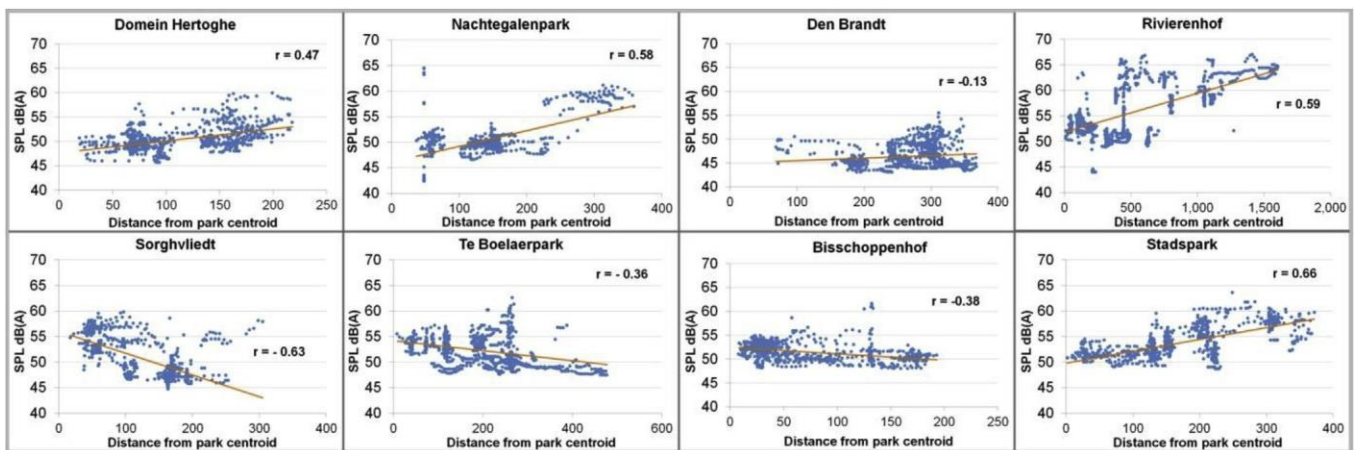 Domein Hertoghe
r = 0.47
SPL dB(A)
70
65
60
55
50
45
40
0 50 100 150 200 250
Distance from park centroid
Nachtegalenpark
r = 0.58
SPL dB(A)
70
65
60
55
50
45
40
0 100 200 300 400
Distance from park centroid
Den Brandt
r = -0.13
SPL dB(A)
70
65
60
55
50
45
40
0 100 200 300 400
Distance from park centroid
Rivierenhof
r = 0.59
SPL dB(A)
70
65
60
55
50
45
40
0 500 1,000 1,500 2,000
Distance from park centroid
Sorghvliedt
r = - 0.63
SPL dB(A)
70
65
60
55
50
45
40
0 100 200 300 400
Distance from park centroid
Te Boelaerpark
r = - 0.36
SPL dB(A)
70
65
60
55
50
45
40
0 200 400 600
Distance from park centroid
Bisschoppenhof
r = -0.38
SPL dB(A)
70
65
60
55
50
45
40
0 50 100 150 200 250
Distance from park centroid
Stadspark
r = 0.66
SPL dB(A)
70
65
60
55
50
45
40
0 100 200 300 400
Distance from park centroid